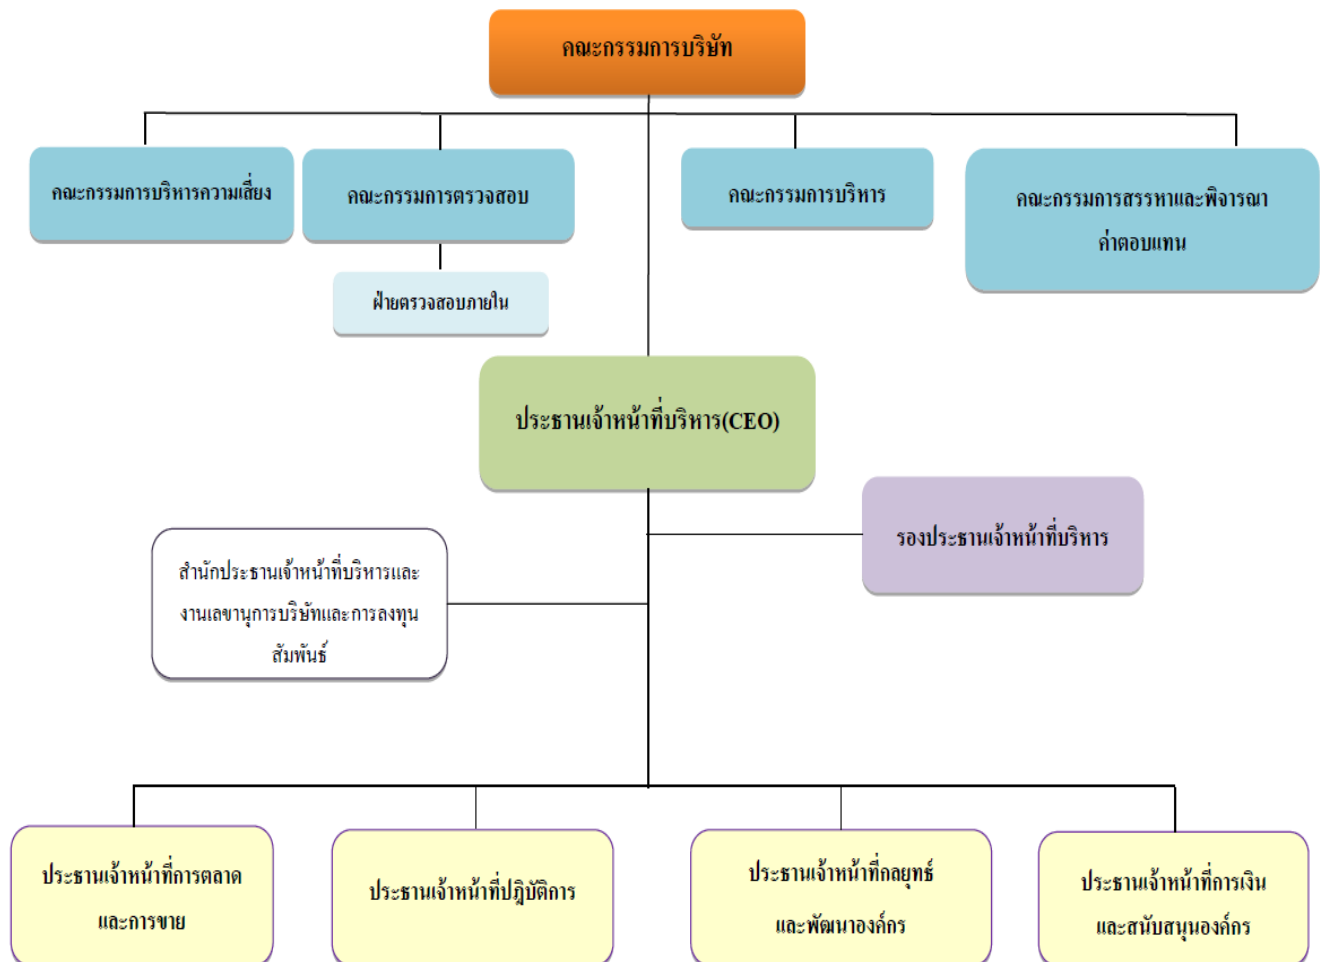 คณะกรรมการบริษัท
คณะกรรมการบริหารความเสี่ยง
คณะกรรมการตรวจสอบ
คณะกรรมการบริหาร
คณะกรรมการสรรหาและพิจารณา
ค่าตอบแทน
ฝ่ายตรวจสอบภายใน
ประธานเจ้าหน้าที่บริหาร(CEO)
รองประธานเจ้าหน้าที่บริหาร
สำนักประธานเจ้าหน้าที่บริหารและ
งานเลขานุการบริษัทและการลงทุน
สัมพันธ์
ประธานเจ้าหน้าที่การตลาด
และการขาย
ประธานเจ้าหน้าที่ปฏิบัติการ
ประธานเจ้าหน้าที่กลยุทธ์
และพัฒนาองค์กร
ประธานเจ้าหน้าที่การเงิน
และสนับสนุนองค์กร